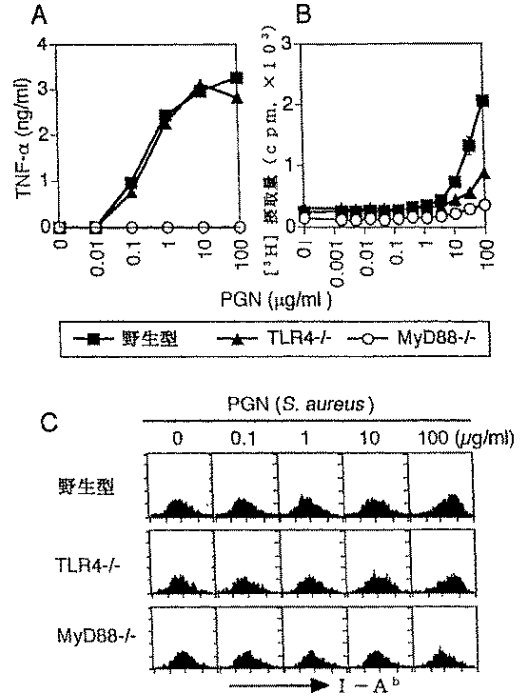 A
B
TNF-α (ng/ml)
4
3
2
1
0
0
0.01
0.1
1
10
100
[³H] 摂取量 (cpm, ×10³)
3
2
1
0
0
0.001
0.01
0.1
1
10
100
PGN (μg/ml)
野生型
TLR4-/-
MyD88-/-
C
PGN (S. aureus)
0 0.1 1 10 100 (μg/ml)
野生型
TLR4-/-
MyD88-/-
I-Aᵇ